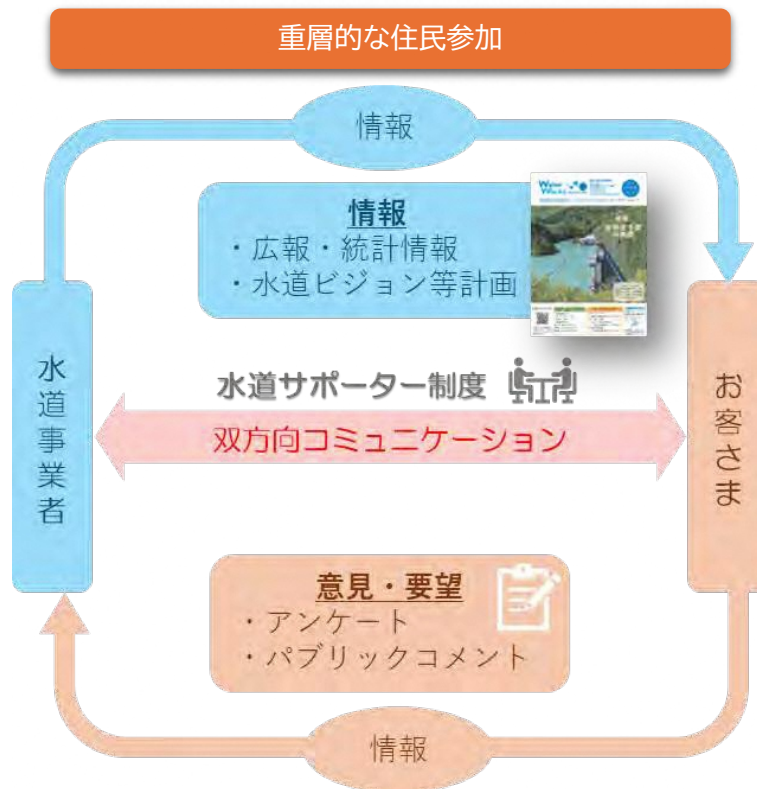 重層的な住民参加
情報
情報
・広報・統計情報
・水道ビジョン等計画
Water
Works
水道事業者
水道サポーター制度
双方向コミュニケーション
お客さま
意見・要望
・アンケート
・パブリックコメント
情報